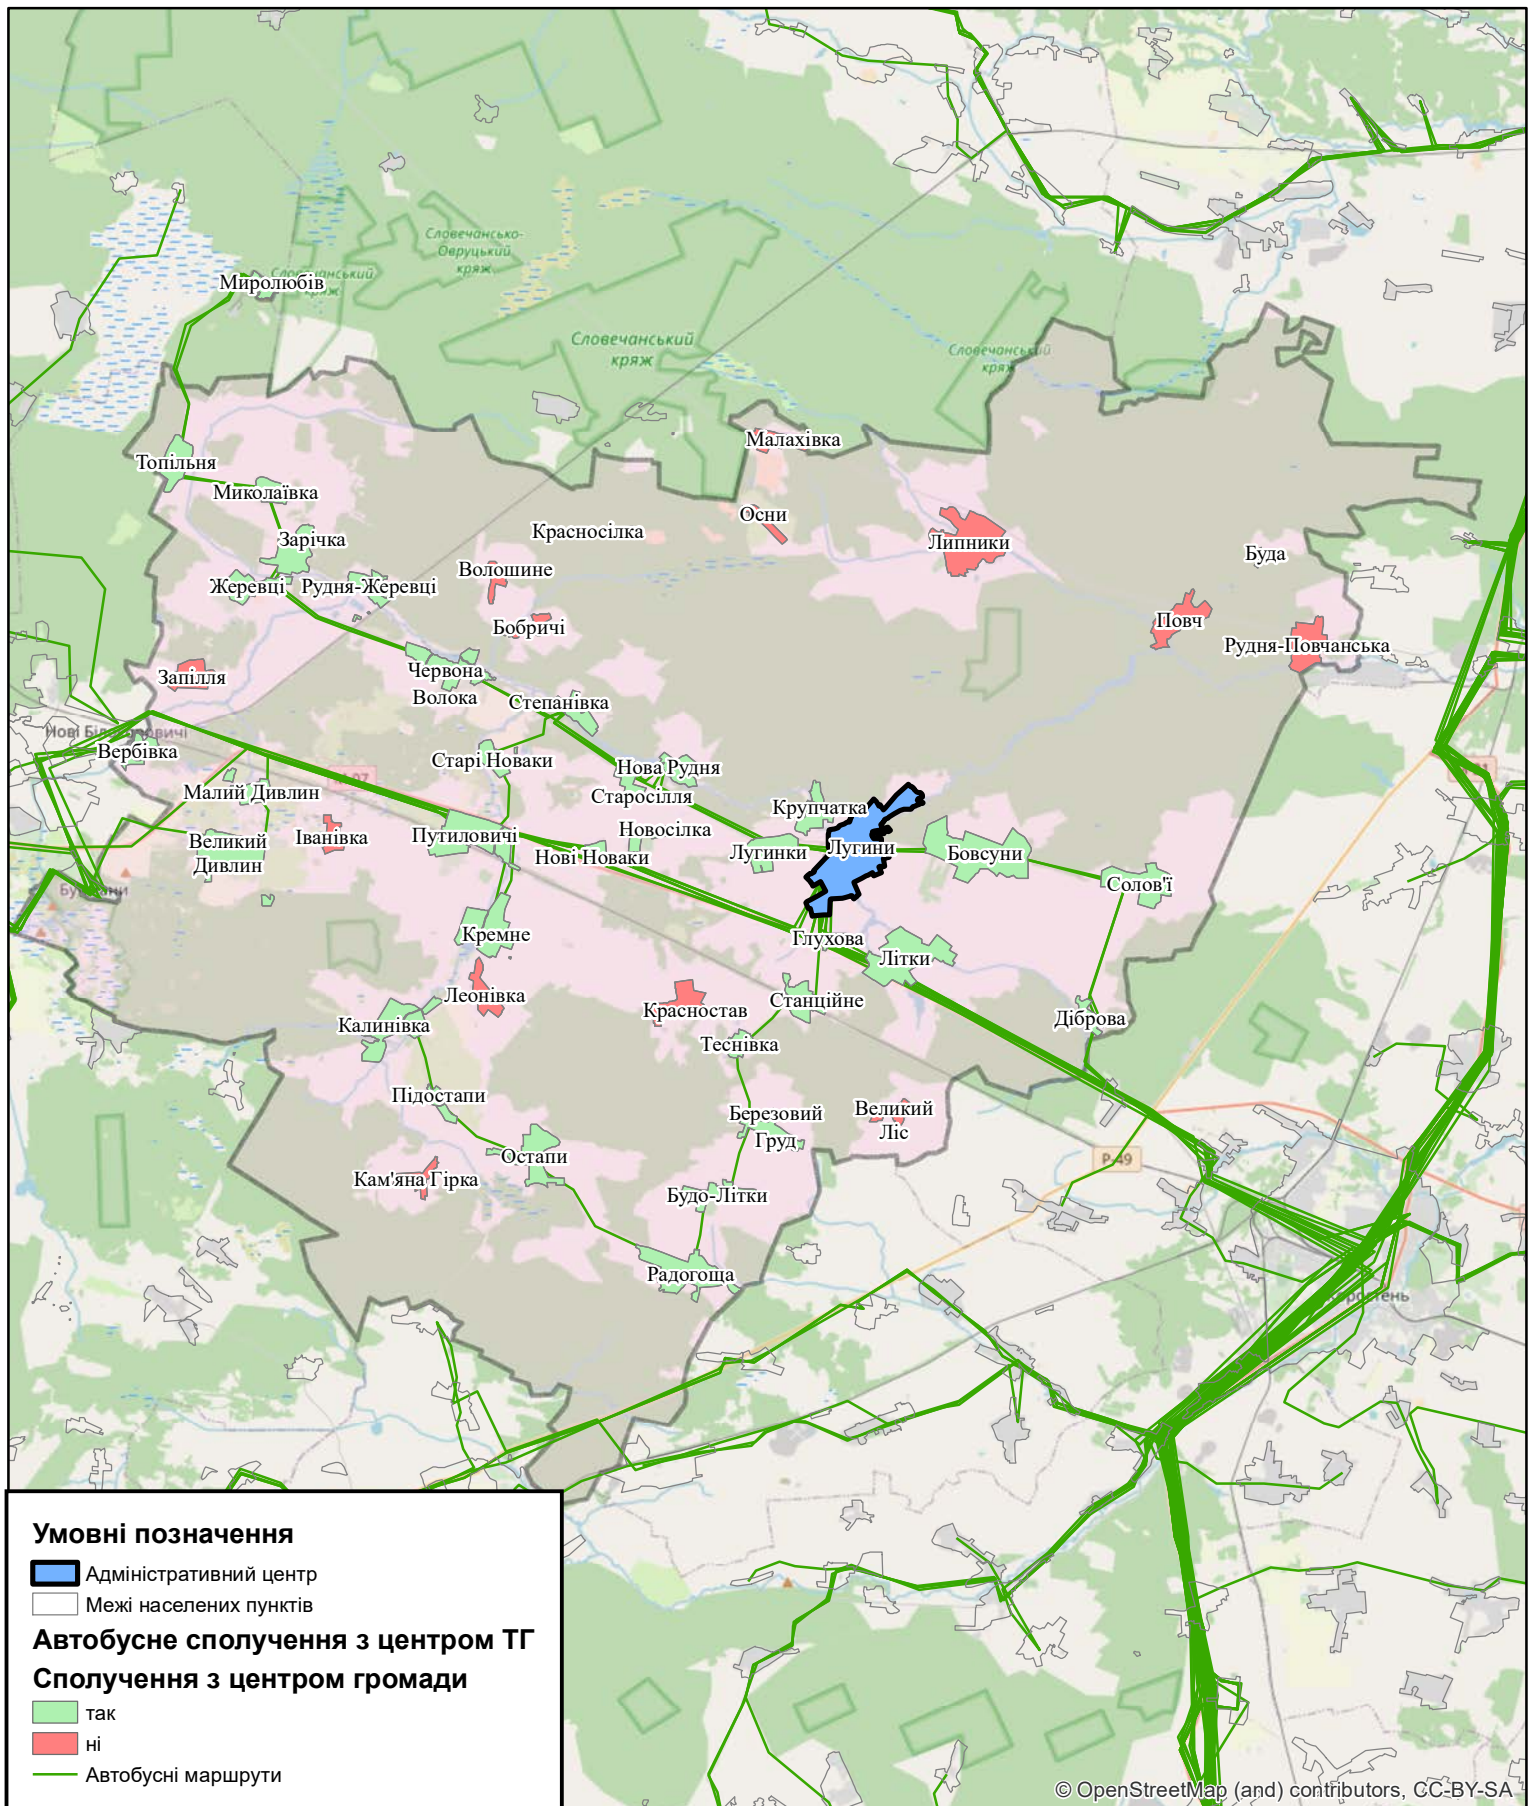 Словечансько-
Овруцький
кряж
Словечанський
кряж
Миролюбів
Словечанський
кряж
Словечанський
кряж
Малахівка
Топільня
Миколаївка
Осни
Красносілка
Зарічка
Липники
Буда
Волошине
Жеревці
Рудня-Жеревці
Бобричі
Повч
Рудня-Повчанська
Червона
Волока
Запілля
Степанівка
Вербівка
Старі Новаки
Нова Рудня
Малий Дивлин
Старосілля
Крупчатка
Великий
Дивлин
Іванівка
Путиловичі
Новосілка
Нові Новаки
Лугинки
Лугини
Бовсуни
Солов'ї
Кремне
Глухова
Літки
Леонівка
Красностав
Станційне
Калинівка
Діброва
Теснівка
Підостапи
Березовий
Груд
Великий
Ліс
Остапи
Р-49
Кам'яна Гірка
Будо-Літки
Радогоща
Коростень
Умовні позначення
Адміністративний центр
Межі населених пунктів
Автобусне сполучення з центром ТГ
Сполучення з центром громади
так
ні
Автобусні маршрути
© OpenStreetMap (and) contributors, CC-BY-SA